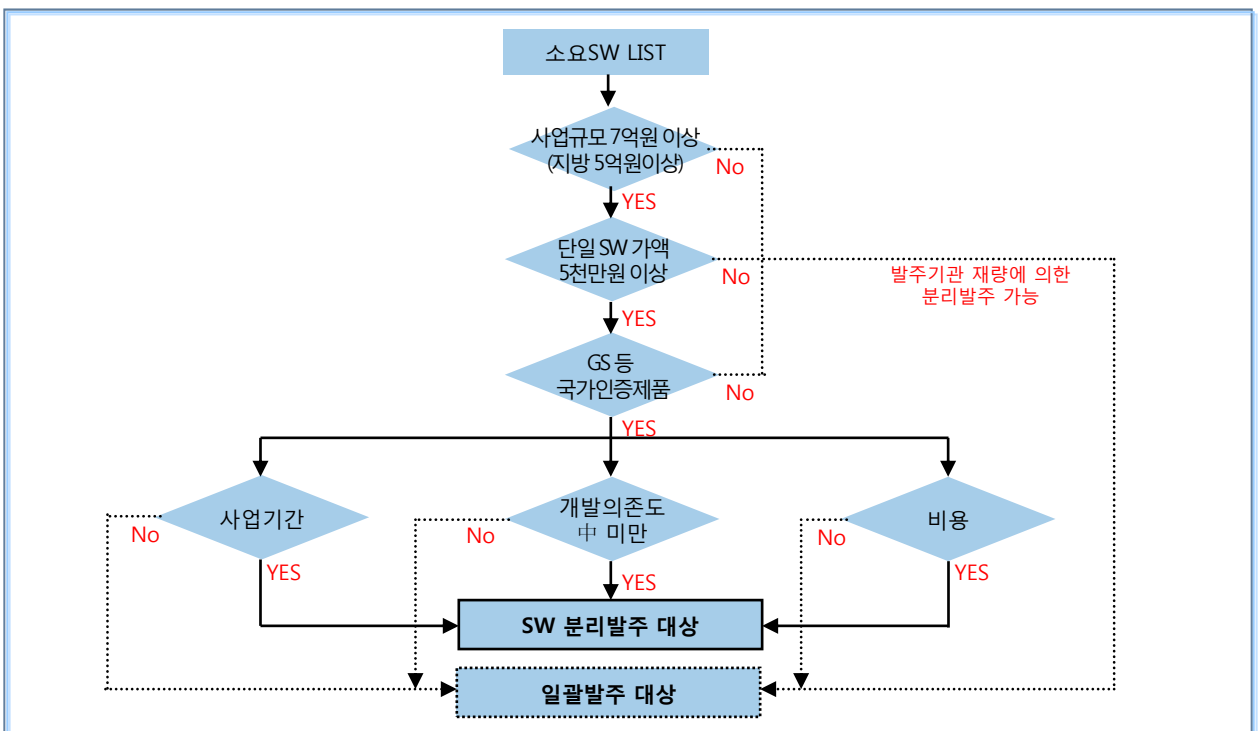 소요SW LIST
사업규모 7억원 이상
(지방 5억원이상)
No
YES
단일 SW 가액
5천만원 이상
No
발주기관 재량에 의한
분리발주 가능
YES
GS 등
국가인증제품
No
YES
사업기간
개발의존도
中 미만
비용
No
No
No
YES
YES
YES
SW 분리발주 대상
일괄발주 대상